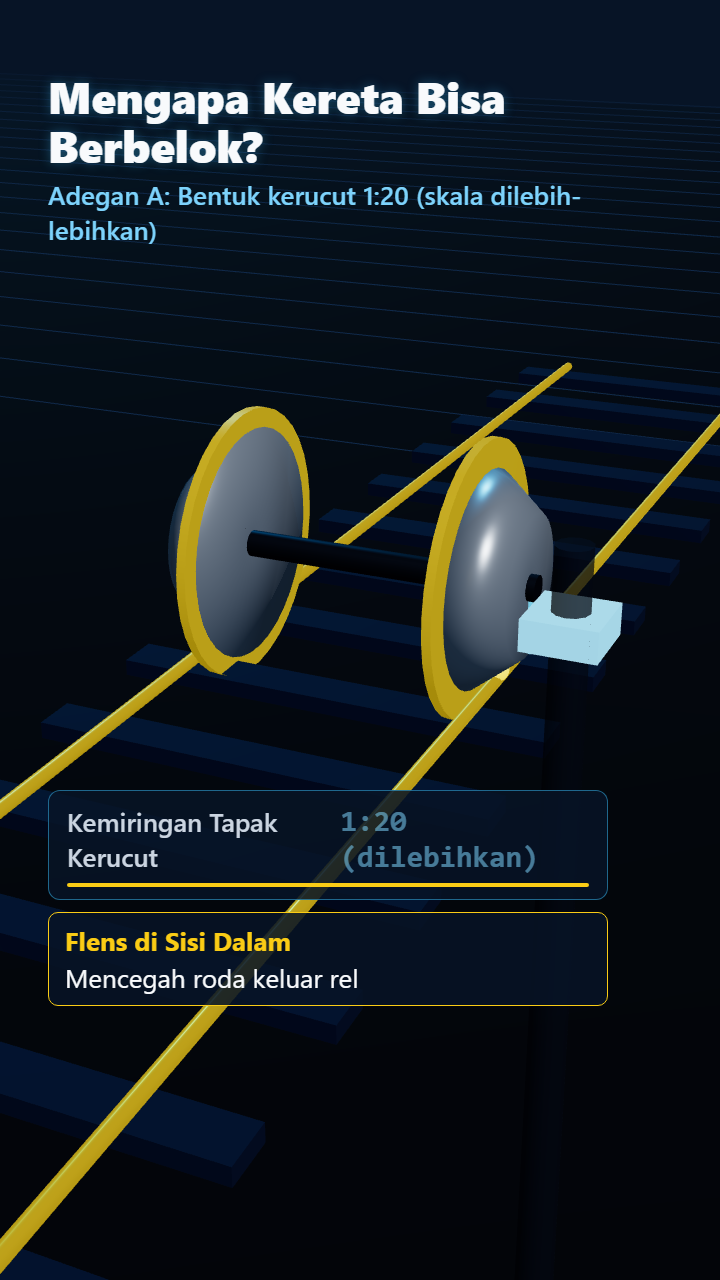 Mengapa Kereta Bisa
Berbelok?
Adegan A: Bentuk kerucut 1:20 (skala dilebih-
lebihkan)
Kemiringan Tapak
Kerucut
1:20
(dilebihkan)
Flens di Sisi Dalam
Mencegah roda keluar rel